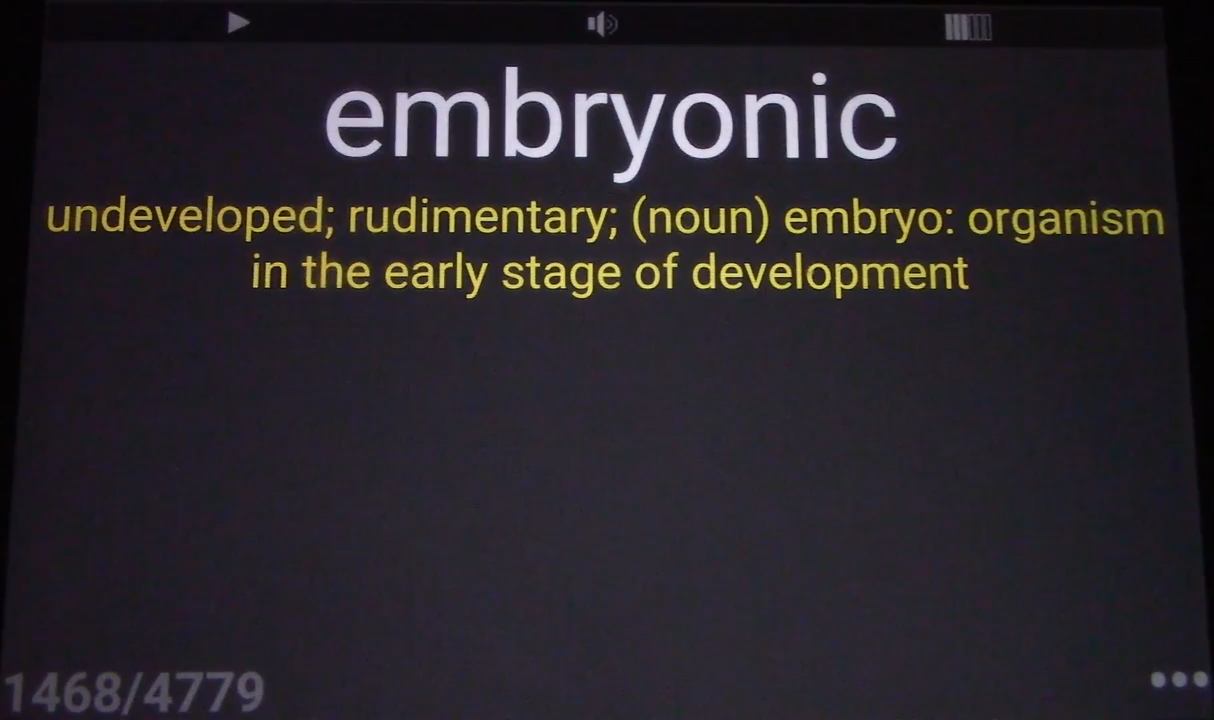 embryonic
undeveloped; rudimentary; (noun) embryo: organism
in the early stage of development
1468/4779